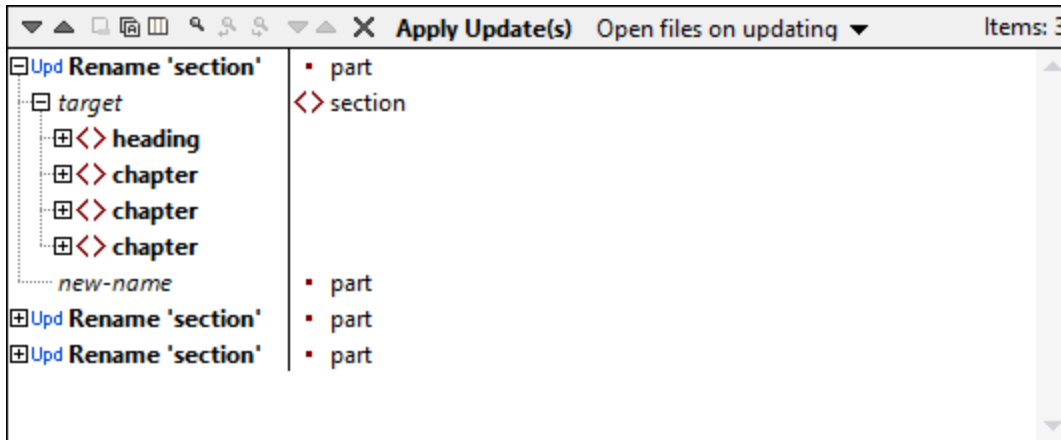 Apply Update(s) Open files on updating Items: 3
Upd Rename 'section' part
target <> section
<> heading
<> chapter
<> chapter
<> chapter
new-name part
Upd Rename 'section' part
Upd Rename 'section' part